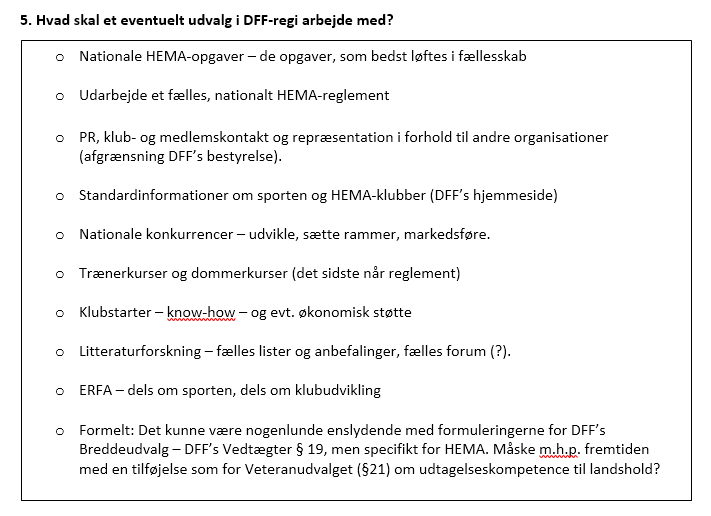 5. Hvad skal et eventuelt udvalg i DFF-regi arbejde med?
o Nationale HEMA-opgaver – de opgaver, som bedst løftes i fællesskab
o Udarbejde et fælles, nationalt HEMA-reglement
o PR, klub- og medlemskontakt og repræsentation i forhold til andre organisationer
(afgrænsning DFF's bestyrelse).
o Standardinformationer om sporten og HEMA-klubber (DFF's hjemmeside)
o Nationale konkurrencer – udvikle, sætte rammer, markedsføre.
o Trænerkurser og dommerkurser (det sidste når reglement)
o Klubstarter – know-how – og evt. økonomisk støtte
o Litteraturforskning – fælles lister og anbefalinger, fælles forum (?).
o ERFA – dels om sporten, dels om klubudvikling
o Formelt: Det kunne være nogenlunde enslydende med formuleringerne for DFF's
Breddeudvalg – DFF's Vedtægter § 19, men specifikt for HEMA. Måske m.h.p. fremtiden
med en tilføjelse som for Veteranudvalget (§21) om udtagelseskompetence til landshold?